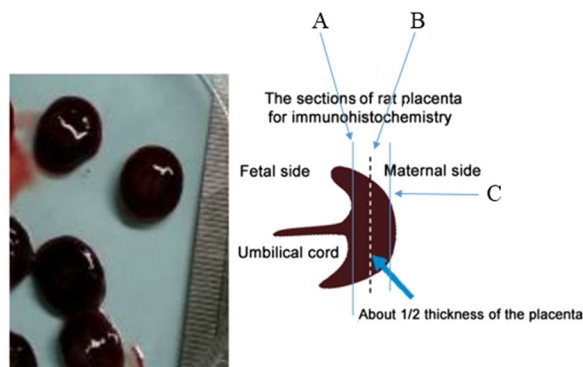 A B
The sections of rat placenta
for immunohistochemistry
Fetal side Maternal side
C
Umbilical cord
About 1/2 thickness of the placenta